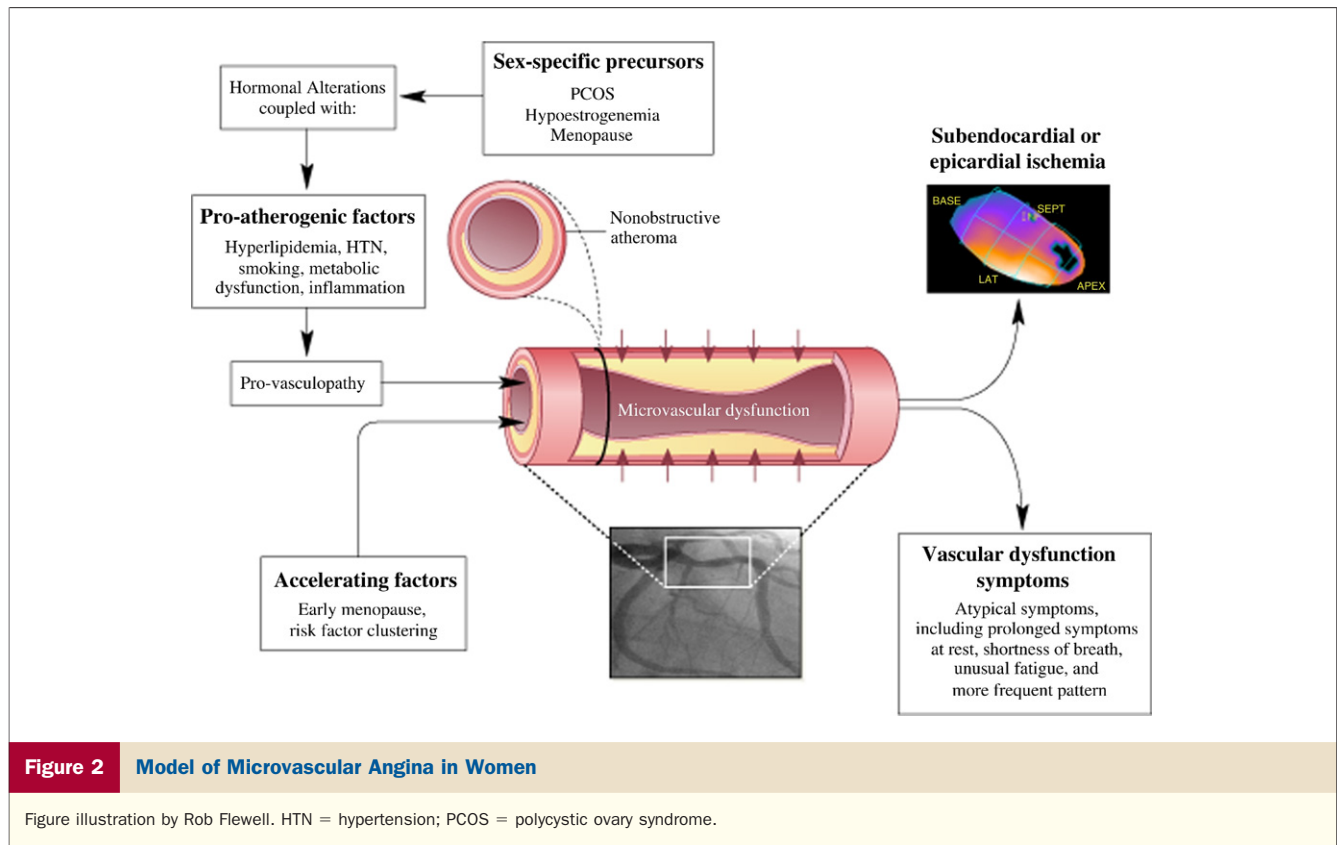 Sex-specific precursors
PCOS
Hypoestrogenemia
Menopause
Hormonal Alterations
coupled with:
Pro-atherogenic factors
Hyperlipidemia, HTN,
smoking, metabolic
dysfunction, inflammation
Pro-vasculopathy
Accelerating factors
Early menopause,
risk factor clustering
Nonobstructive
atheroma
Microvascular dysfunction
Subendocardial or
epicardial ischemia
BASE
SEPT
LAT
APEX
Vascular dysfunction
symptoms
Atypical symptoms,
including prolonged symptoms
at rest, shortness of breath,
unusual fatigue, and
more frequent pattern
Figure 2 Model of Microvascular Angina in Women
Figure illustration by Rob Flewell. HTN = hypertension; PCOS = polycystic ovary syndrome.